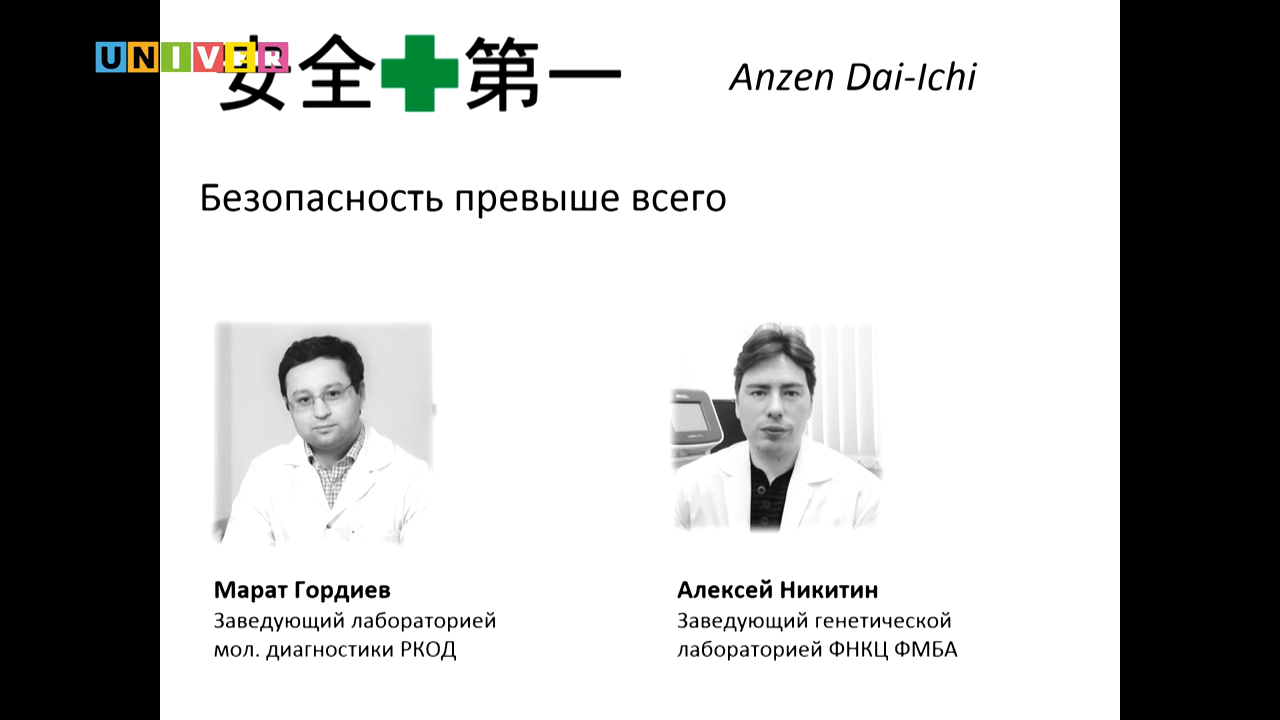 UNIVER
安全第一
Anzen Dai-Ichi
Безопасность превыше всего
Марат Гордиев
Заведующий лабораторией
мол. диагностики РКОД
Алексей Никитин
Заведующий генетической
лабораторией ФНКЦ ФМБА